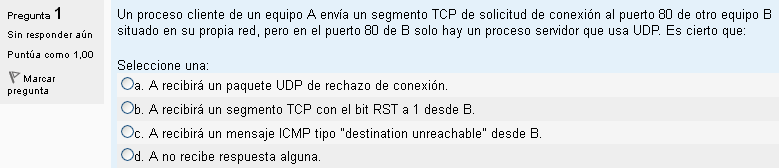 Pregunta 1
Sin responder aún
Puntúa como 1,00
Marcar
pregunta
Un proceso cliente de un equipo A envía un segmento TCP de solicitud de conexión al puerto 80 de otro equipo B
situado en su propia red, pero en el puerto 80 de B solo hay un proceso servidor que usa UDP. Es cierto que:
Seleccione una:
a. A recibirá un paquete UDP de rechazo de conexión.
b. A recibirá un segmento TCP con el bit RST a 1 desde B.
c. A recibirá un mensaje ICMP tipo "destination unreachable" desde B.
d. A no recibe respuesta alguna.